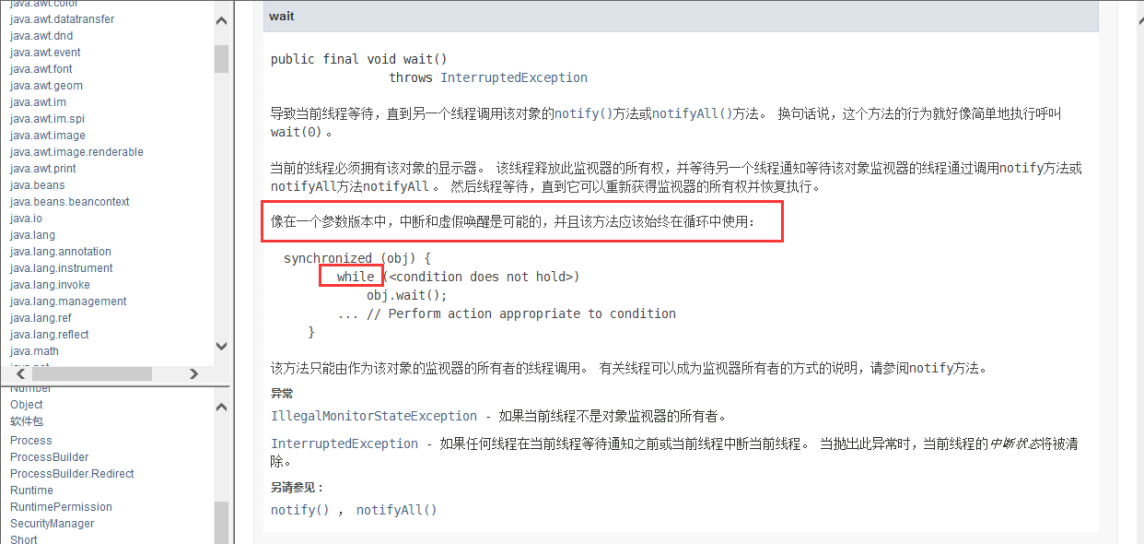 java.awt.color
java.awt.datatransfer
java.awt.dnd
java.awt.event
java.awt.font
java.awt.geom
java.awt.im
java.awt.im.spi
java.awt.image
java.awt.image.renderable
java.awt.print
java.beans
java.beans.beancontext
java.io
java.lang
java.lang.annotation
java.lang.instrument
java.lang.invoke
java.lang.management
java.lang.ref
java.lang.reflect
java.math
java.net
Number
Object
软件包
Process
ProcessBuilder
ProcessBuilder.Redirect
Runtime
RuntimePermission
SecurityManager
Short
wait
public final void wait()
throws InterruptedException
导致当前线程等待，直到另一个线程调用该对象的notify()方法或notifyAll()方法。 换句话说，这个方法的行为就好像简单地执行呼叫
wait(0) 。
当前的线程必须拥有该对象的显示器。 该线程释放此监视器的所有权，并等待另一个线程通知等待该对象监视器的线程通过调用notify方法或
notifyAll方法notifyAll 。 然后线程等待，直到它可以重新获得监视器的所有权并恢复执行。
像在一个参数版本中，中断和虚假唤醒是可能的，并且该方法应该始终在循环中使用：
synchronized (obj) {
while (<condition does not hold>)
obj.wait();
... // Perform action appropriate to condition
}
该方法只能由作为该对象的监视器的所有者的线程调用。 有关线程可以成为监视器所有者的方式的说明，请参阅notify方法。
异常
IllegalMonitorStateException - 如果当前线程不是对象监视器的所有者。
InterruptedException - 如果任何线程在当前线程等待通知之前或当前线程中断当前线程。 当抛出此异常时，当前线程的中断状态将被清
除。
另请参见：
notify() ， notifyAll()